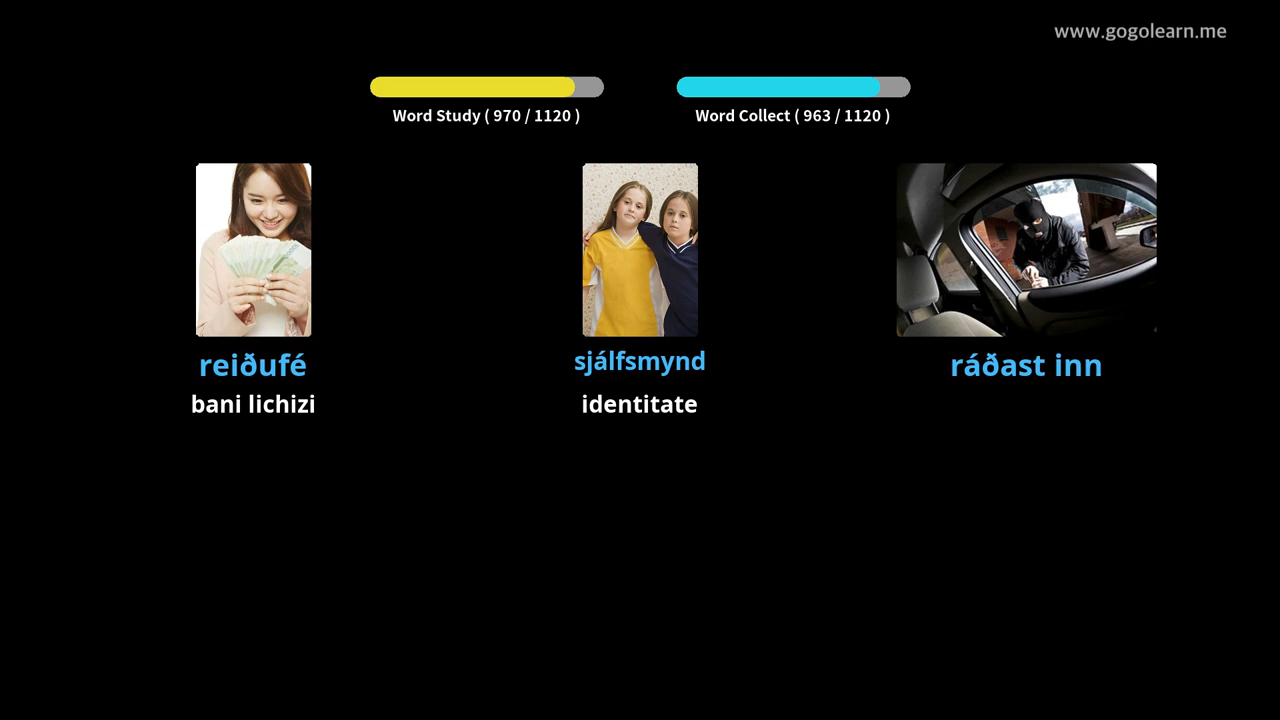 www.gogolearn.me
Word Study ( 970 / 1120 )
Word Collect ( 963 / 1120 )
reiðufé
bani lichizi
sjálfsmynd
identitate
ráðast inn